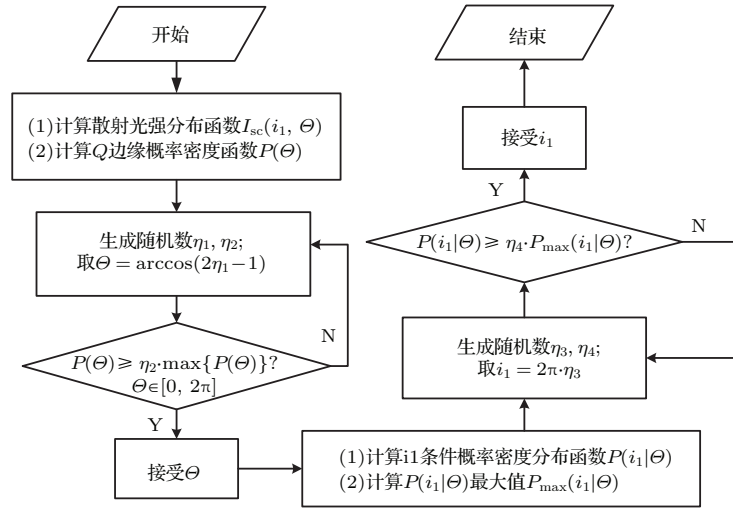 开始
(1)计算散射光强分布函数I_sc(i₁, Θ)
(2)计算Q边缘概率密度函数P(Θ)
生成随机数η₁, η₂;
取Θ = arccos(2η₁−1)
N
P(Θ) ⩾ η₂·max{P(Θ)}?
Θ∈[0, 2π]
Y
接受Θ
(1)计算i1条件概率密度分布函数P(i₁|Θ)
(2)计算P(i₁|Θ)最大值P_max(i₁|Θ)
生成随机数η₃, η₄;
取i₁ = 2π·η₃
P(i₁|Θ) ⩾ η₄·P_max(i₁|Θ)?
N
Y
接受i₁
结束